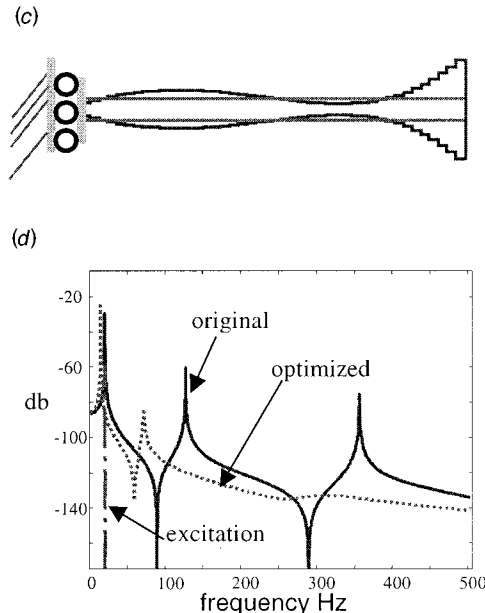 (c)
(d)
-20
original
-60
optimized
db
-100
-140
excitation
0 100 200 300 400 500
frequency Hz